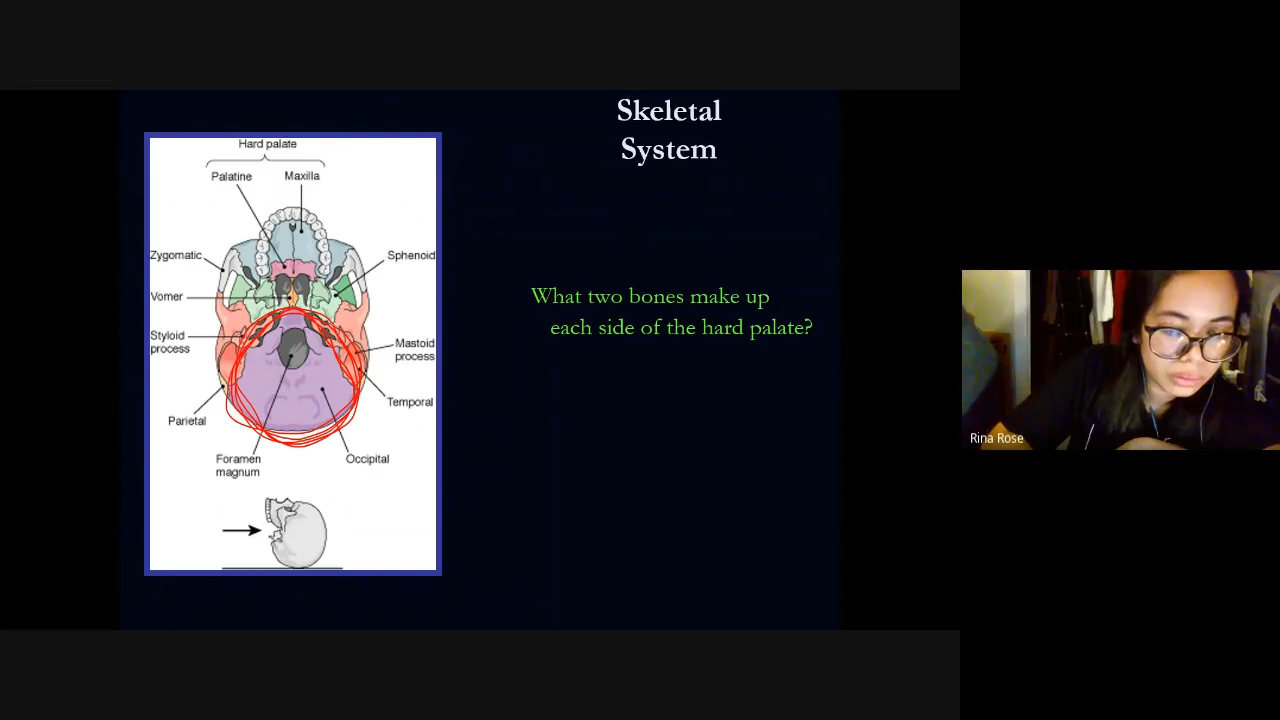 Skeletal
System
Hard palate
Palatine
Maxilla
Zygomatic
Sphenoid
Vomer
Styloid
process
Mastoid
process
Temporal
Parietal
Foramen
magnum
Occipital
What two bones make up
each side of the hard palate?
Rina Rose